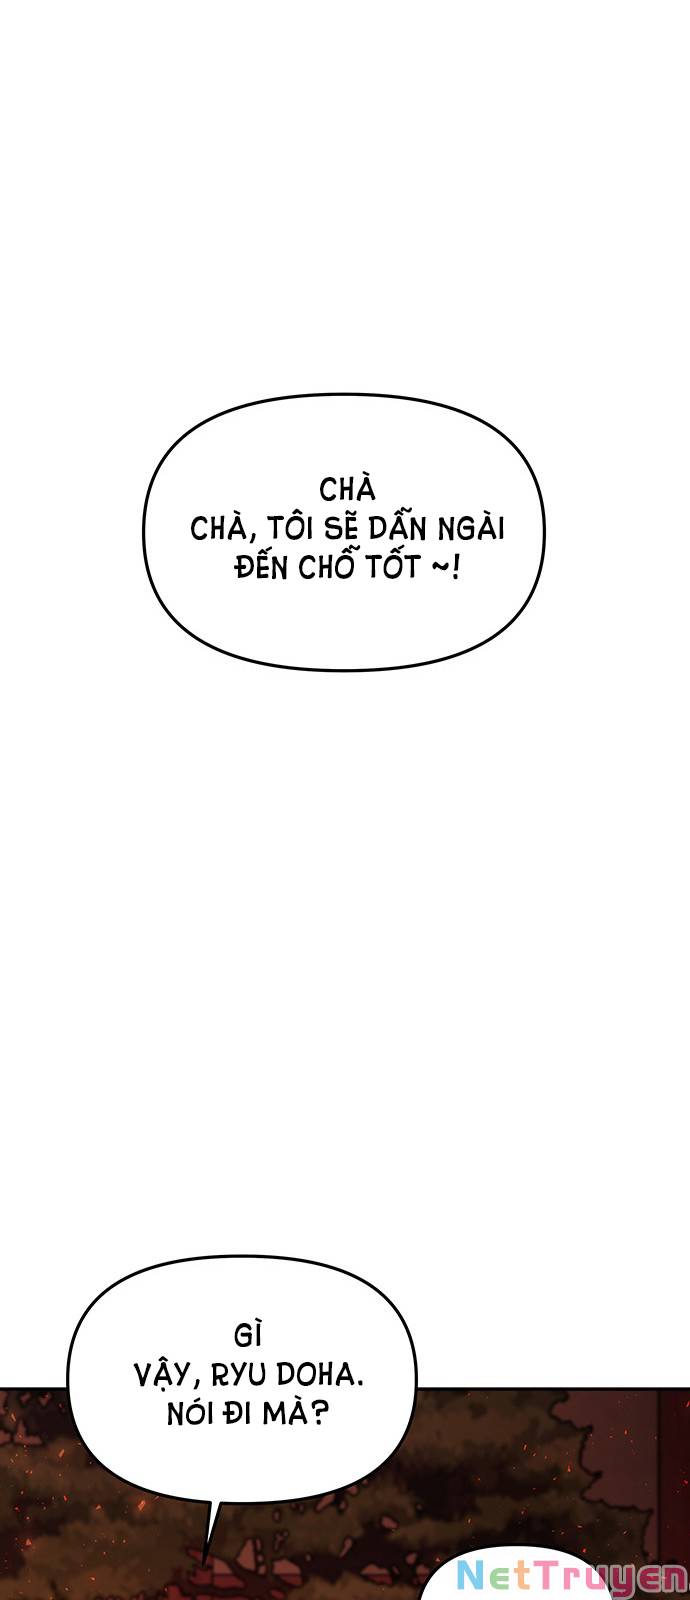 CHÀ
CHÀ, TÔI SẼ DẪN NGÀI
ĐẾN CHỖ TỐT ~!
GÌ
VẬY, RYU DOHA.
NÓI ĐI MÀ?
NetTruyen